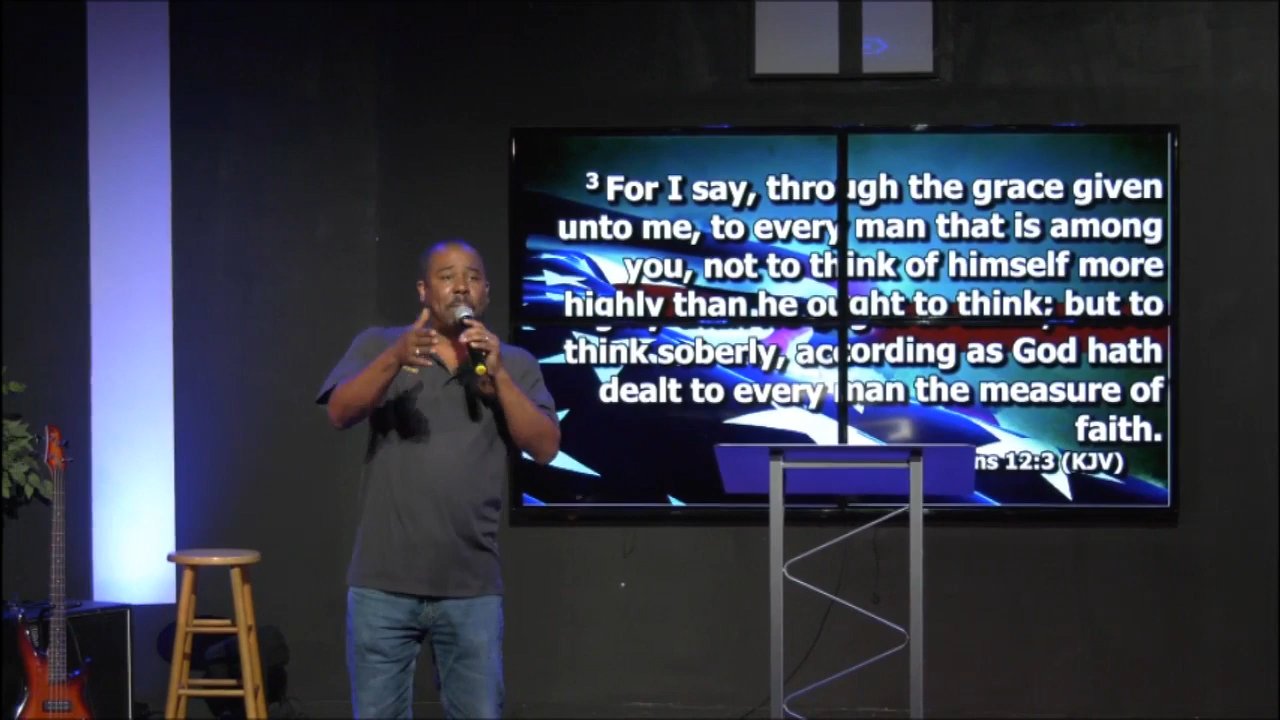 3 For I say, through the grace given
unto me, to every man that is among
you, not to think of himself more
highly than he ought to think; but to
think soberly, according as God hath
dealt to every man the measure of
faith.
ns 12:3 (KJV)